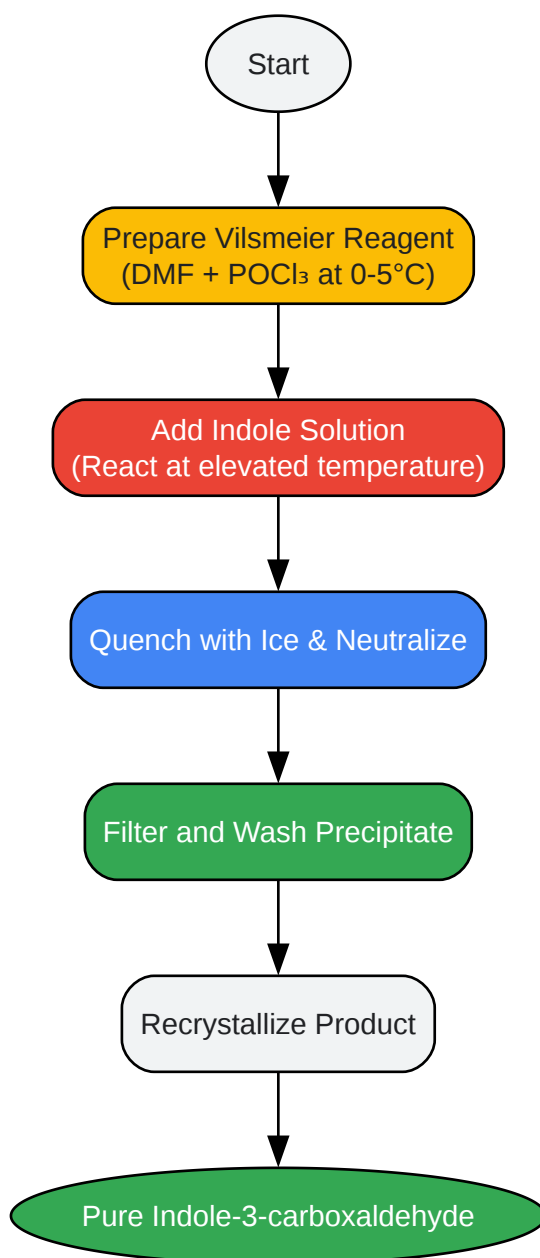 Start
Prepare Vilsmeier Reagent
(DMF + POCl₃ at 0-5°C)
Add Indole Solution
(React at elevated temperature)
Quench with Ice & Neutralize
Filter and Wash Precipitate
Recrystallize Product
Pure Indole-3-carboxaldehyde